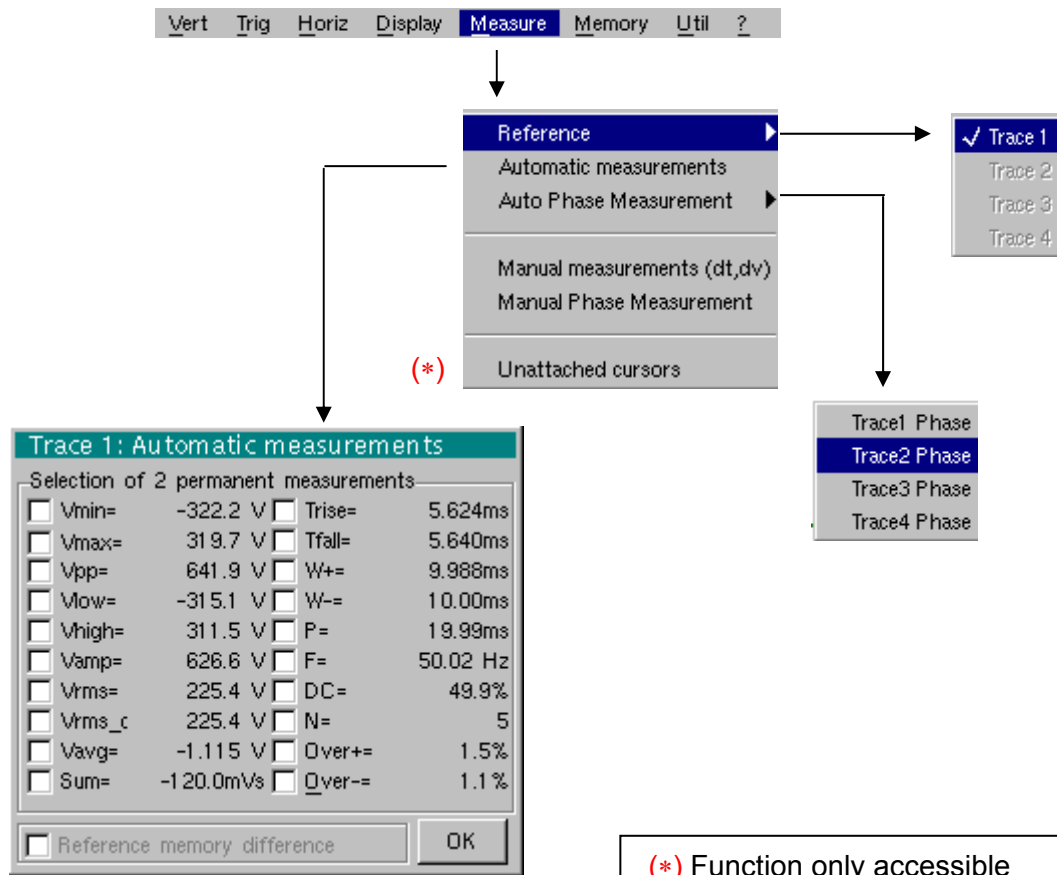 Vert Trig Horiz Display Measure Memory Util ?
Reference
Automatic measurements
Auto Phase Measurement
Manual measurements (dt,dv)
Manual Phase Measurement
(*) Unattached cursors
✓ Trace 1
Trace 2
Trace 3
Trace 4
Trace1 Phase
Trace2 Phase
Trace3 Phase
Trace4 Phase
Trace 1: Automatic measurements
Selection of 2 permanent measurements
Vmin= -322.2 V Trise= 5.624ms
Vmax= 319.7 V Tfall= 5.640ms
Vpp= 641.9 V W+= 9.988ms
Vlow= -315.1 V W-= 10.00ms
Vhigh= 311.5 V P= 19.99ms
Vamp= 626.6 V F= 50.02 Hz
Vrms= 225.4 V DC= 49.9%
Vrms_c 225.4 V N= 5
Vavg= -1.115 V Over+= 1.5%
Sum= -120.0mVs Over-= 1.1%
Reference memory difference OK
(*) Function only accessible